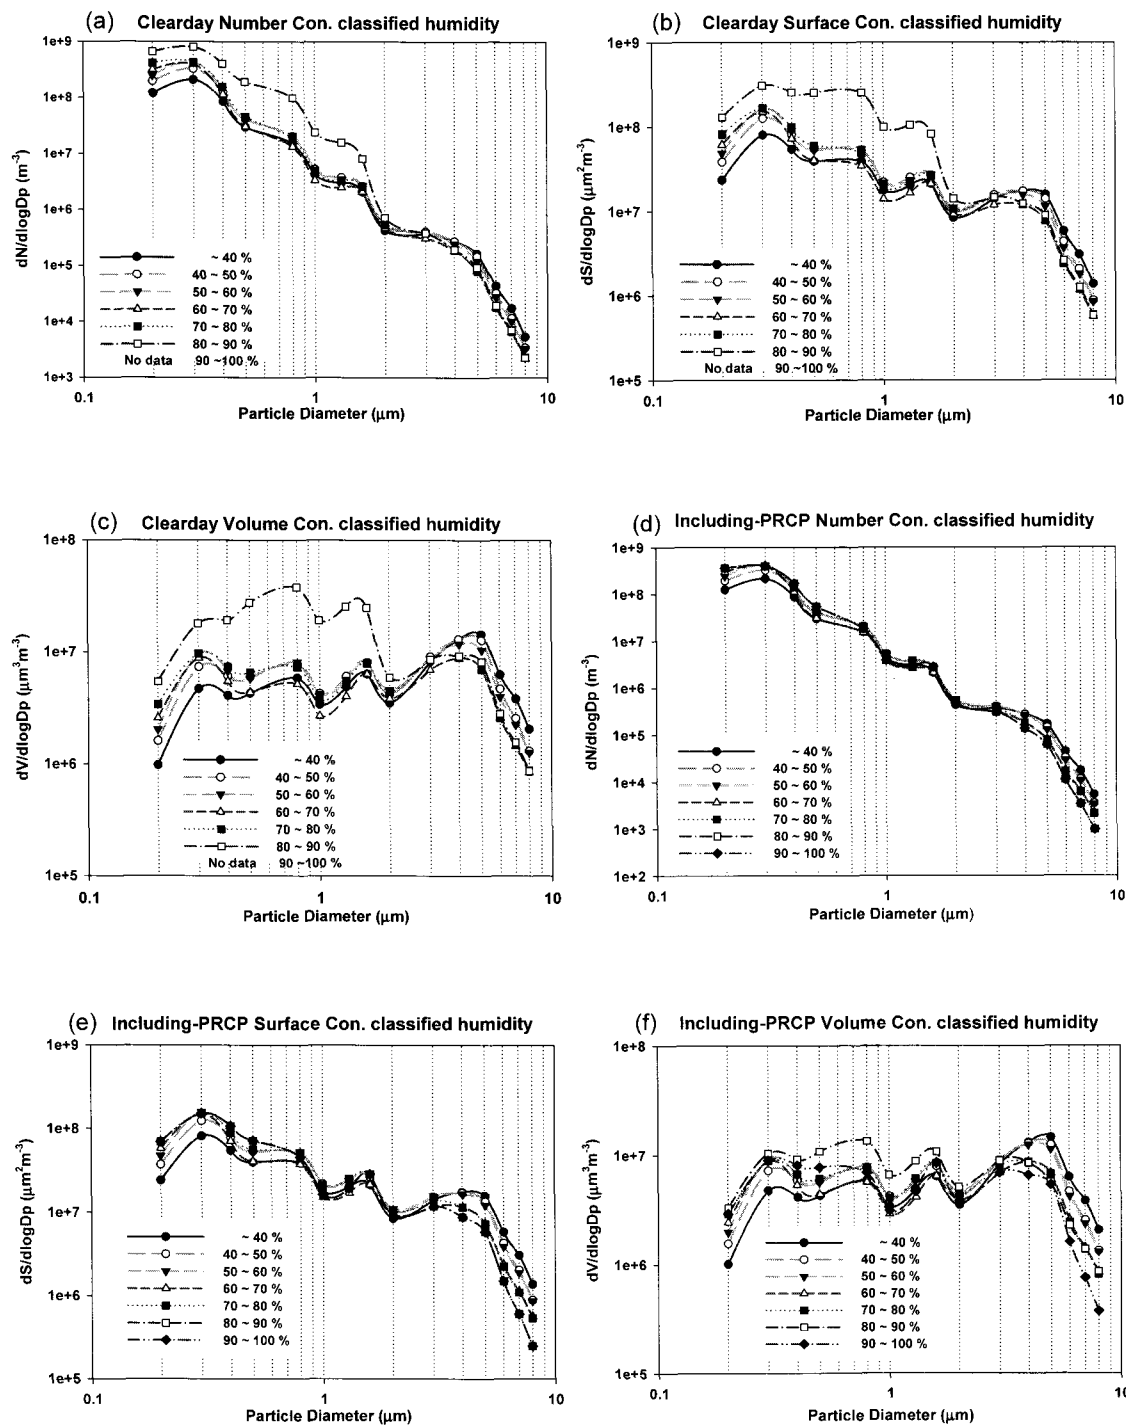 (a) Clearday Number Con. classified humidity
dN/dlogDp (m-3)
1e+9
1e+8
1e+7
1e+6
1e+5
1e+4
1e+3
~ 40 %
40 ~ 50 %
50 ~ 60 %
60 ~ 70 %
70 ~ 80 %
80 ~ 90 %
No data 90 ~100 %
0.1 1 10
Particle Diameter (μm)
(b) Clearday Surface Con. classified humidity
dS/dlogDp (μm2m-3)
1e+9
1e+8
1e+7
1e+6
1e+5
~ 40 %
40 ~ 50 %
50 ~ 60 %
60 ~ 70 %
70 ~ 80 %
80 ~ 90 %
No data 90 ~100 %
0.1 1 10
Particle Diameter (μm)
(c) Clearday Volume Con. classified humidity
dV/dlogDp (μm3m-3)
1e+8
1e+7
1e+6
1e+5
~ 40 %
40 ~ 50 %
50 ~ 60 %
60 ~ 70 %
70 ~ 80 %
80 ~ 90 %
No data 90 ~ 100 %
0.1 1 10
Particle Diameter (μm)
(d) Including-PRCP Number Con. classified humidity
dN/dlogDp (m-3)
1e+9
1e+8
1e+7
1e+6
1e+5
1e+4
1e+3
1e+2
~ 40 %
40 ~ 50 %
50 ~ 60 %
60 ~ 70 %
70 ~ 80 %
80 ~ 90 %
90 ~ 100 %
0.1 1 10
Particle Diameter (μm)
(e) Including-PRCP Surface Con. classified humidity
dS/dlogDp (μm2m-3)
1e+9
1e+8
1e+7
1e+6
1e+5
~ 40 %
40 ~ 50 %
50 ~ 60 %
60 ~ 70 %
70 ~ 80 %
80 ~ 90 %
90 ~ 100 %
0.1 1 10
Particle Diameter (μm)
(f) Including-PRCP Volume Con. classified humidity
dV/dlogDp (μm3m-3)
1e+8
1e+7
1e+6
1e+5
~ 40 %
40 ~ 50 %
50 ~ 60 %
60 ~ 70 %
70 ~ 80 %
80 ~ 90 %
90 ~ 100 %
0.1 1 10
Particle Diameter (μm)